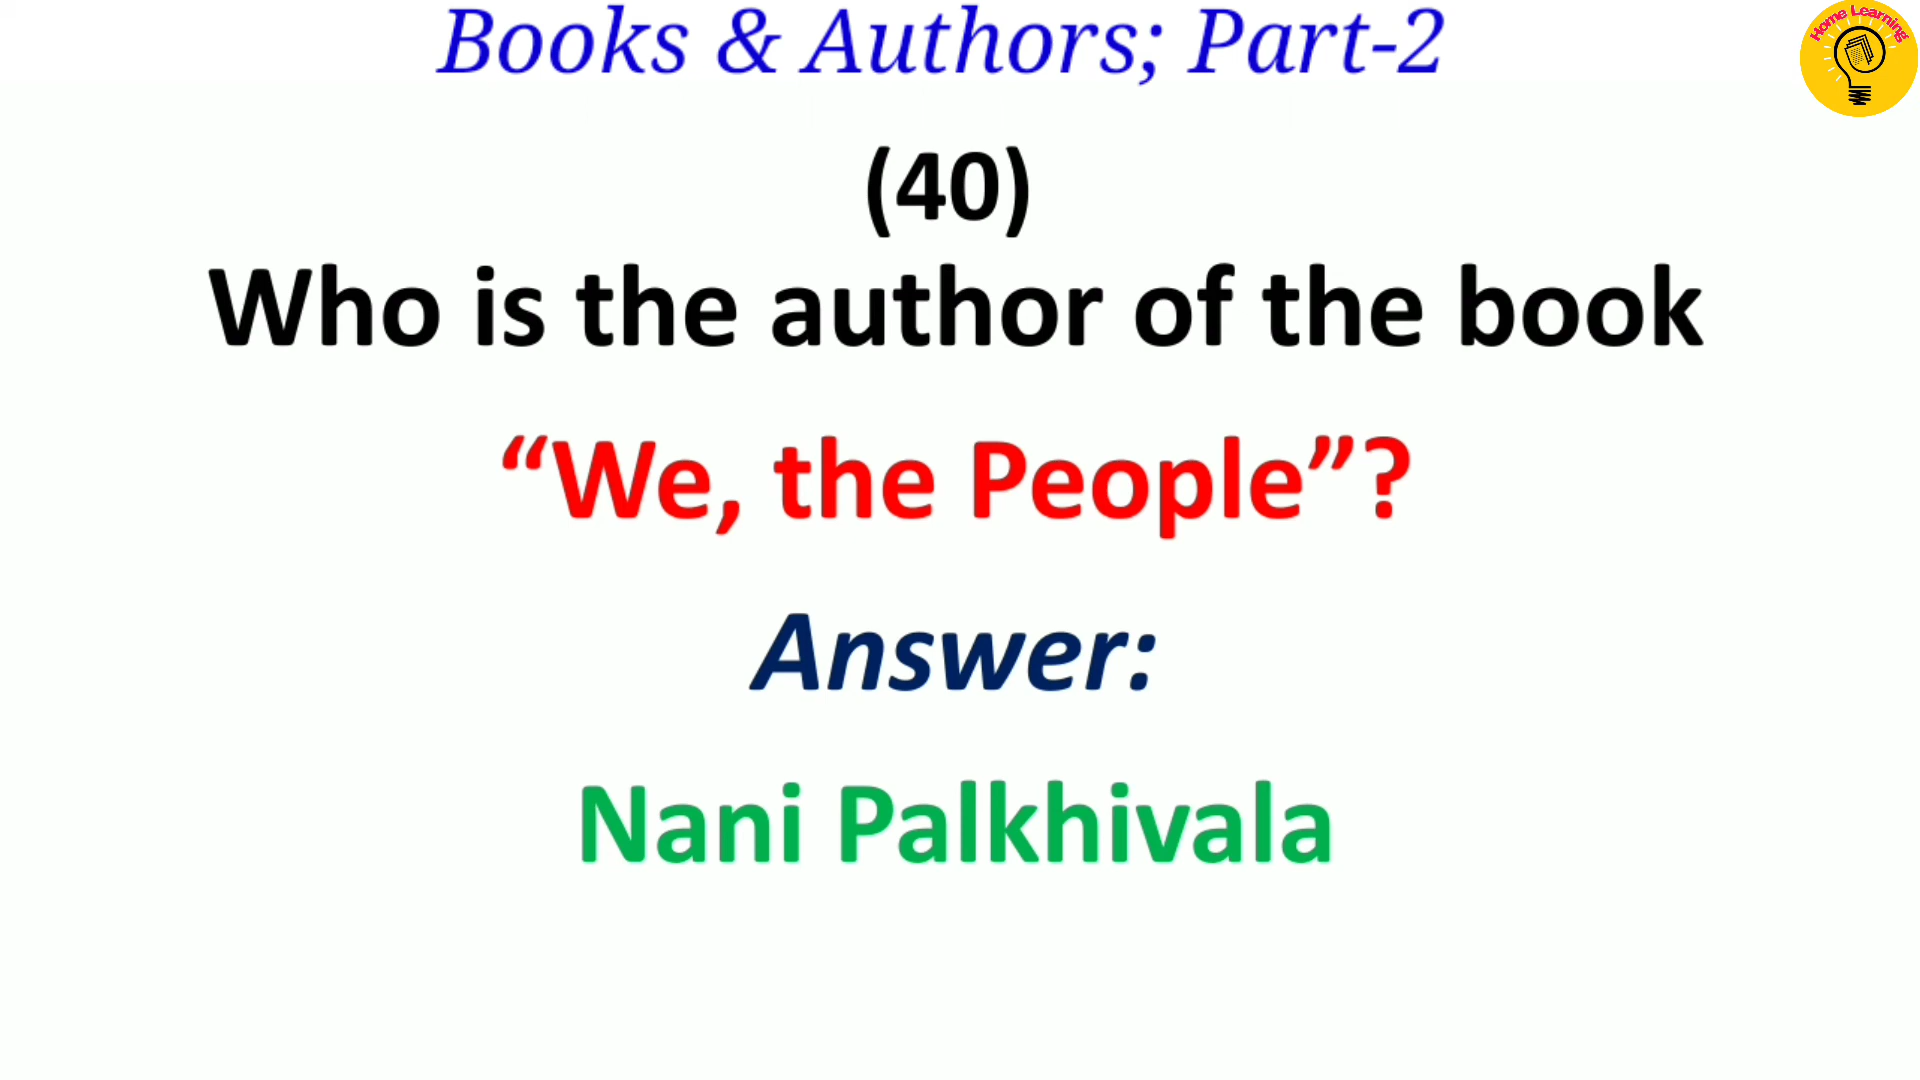 Books & Authors; Part-2
Home Learning
(40)
Who is the author of the book
“We, the People”?
Answer:
Nani Palkhivala